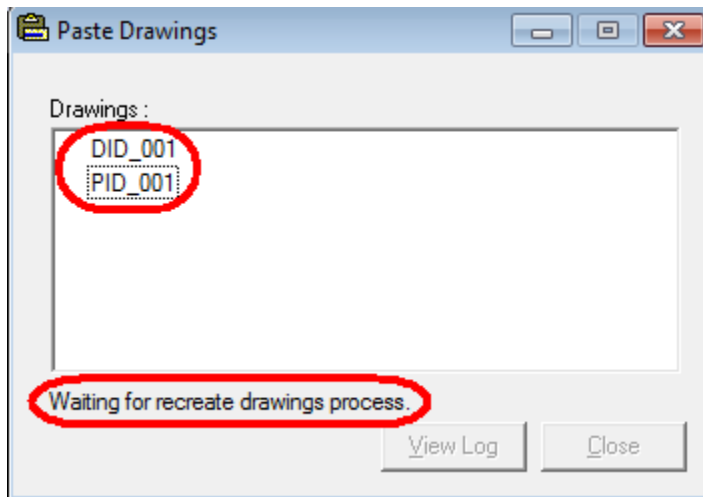 Paste Drawings
Drawings :
DID_001
PID_001
Waiting for recreate drawings process.
View Log
Close